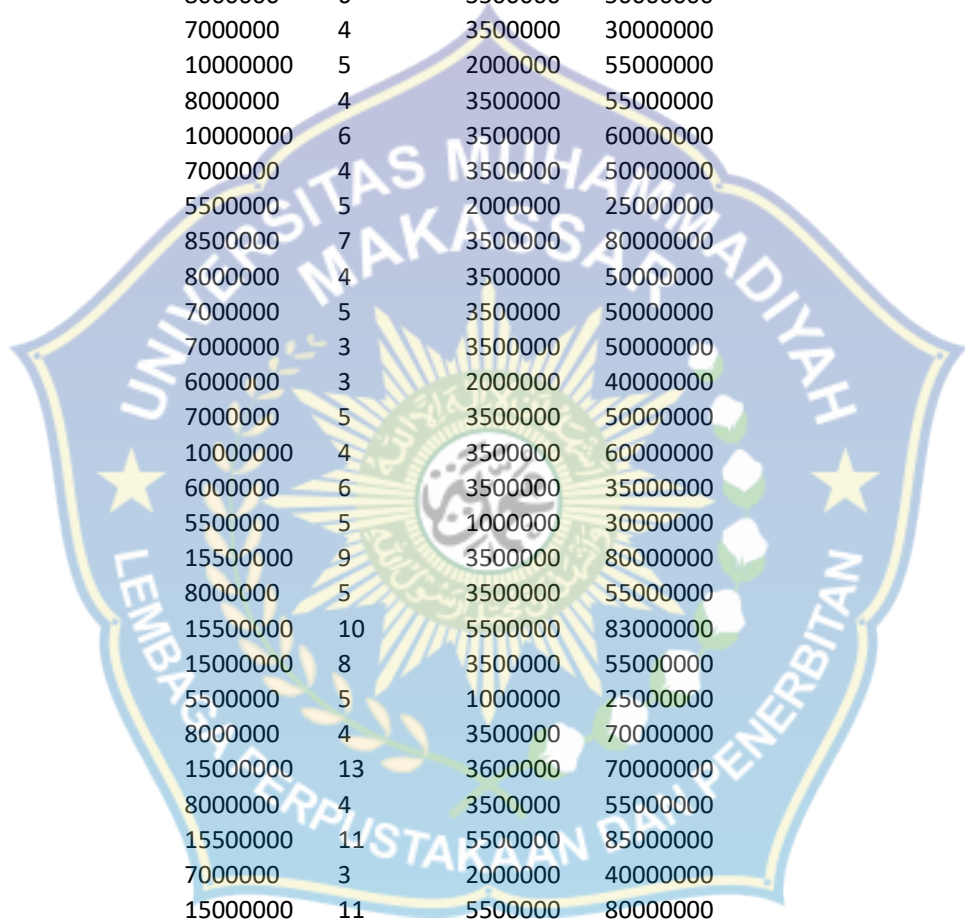 7000000 4 3500000 30000000
10000000 5 2000000 55000000
8000000 4 3500000 55000000
10000000 6 3500000 60000000
7000000 4 3500000 50000000
5500000 5 2000000 25000000
8500000 7 3500000 80000000
8000000 4 3500000 50000000
7000000 5 3500000 50000000
7000000 3 3500000 50000000
6000000 3 2000000 40000000
7000000 5 3500000 50000000
10000000 4 3500000 60000000
6000000 6 3500000 35000000
5500000 5 1000000 30000000
15500000 9 3500000 80000000
8000000 5 3500000 55000000
15500000 10 5500000 83000000
15000000 8 3500000 55000000
5500000 5 1000000 25000000
8000000 4 3500000 70000000
15000000 13 3600000 70000000
8000000 4 3500000 55000000
15500000 11 5500000 85000000
7000000 3 2000000 40000000
15000000 11 5500000 80000000
UNIVERSITAS MUHAMMADIYAH
MAKASSAR
LEMBAGA PERPUSTAKAAN DAN PENERBITAN